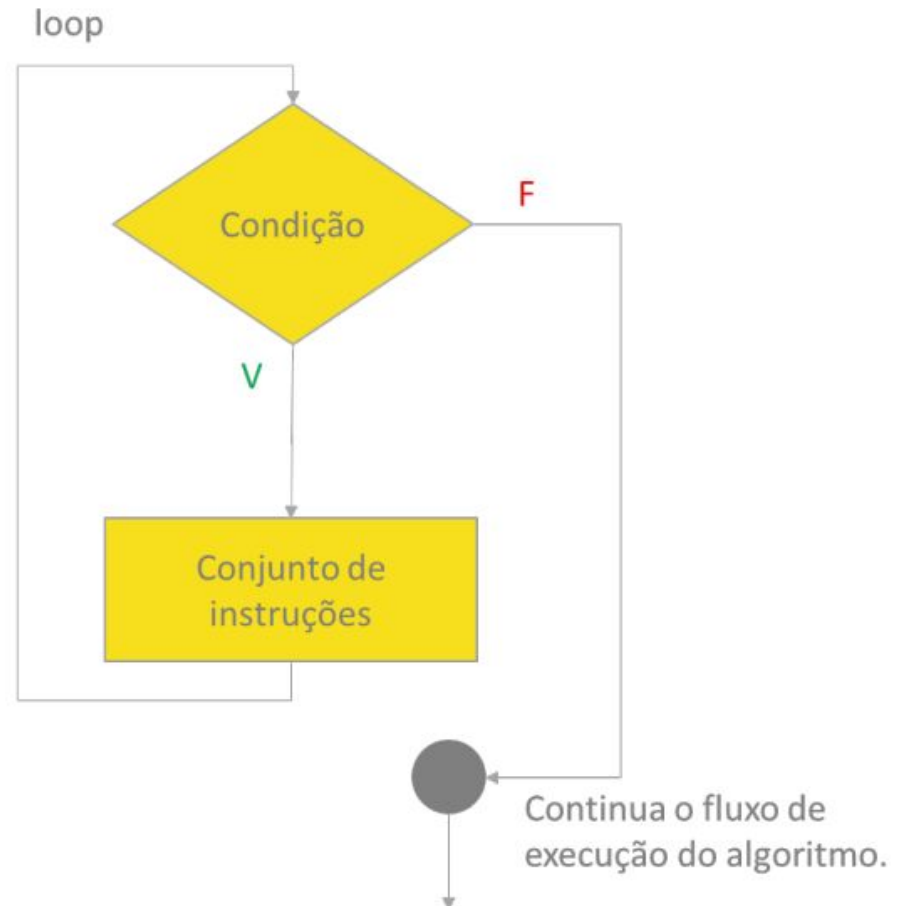 loop
Condição
F
V
Conjunto de
instruções
Continua o fluxo de
execução do algoritmo.